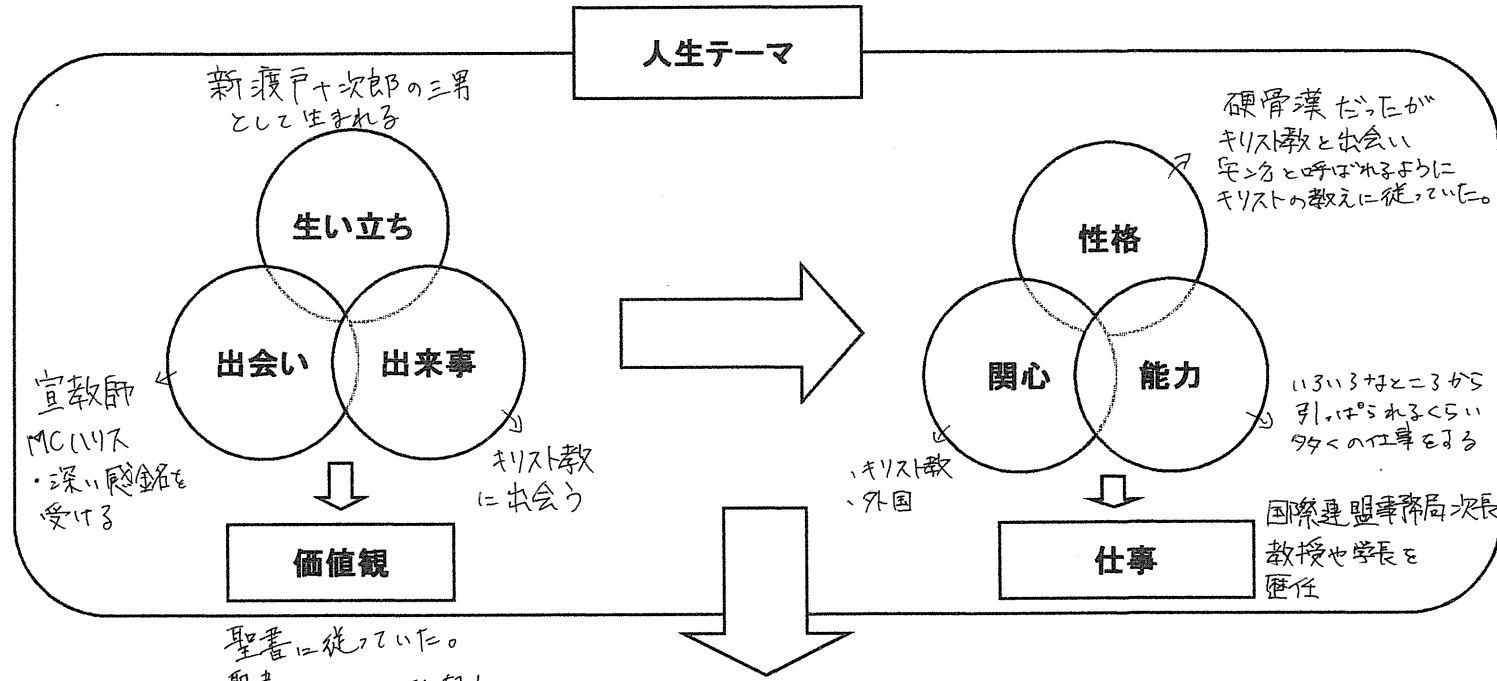 人生テーマ
新渡戸十次郎の三男
として生まれる
生い立ち
出会い
出来事
宣教師
MCハリス
・深い感銘を
受ける
キリスト教
に出会う
価値観
聖書に従っていた。
硬骨漢だったが
キリスト教と出会い
「モンク」と呼ばれるように
キリストの教えに従っていた。
性格
関心
能力
、キリスト教
、外国
いろいろなところから
引っぱられるくらい
多くの仕事をする
仕事
国際連盟事務局次長
教授や学長を
歴任